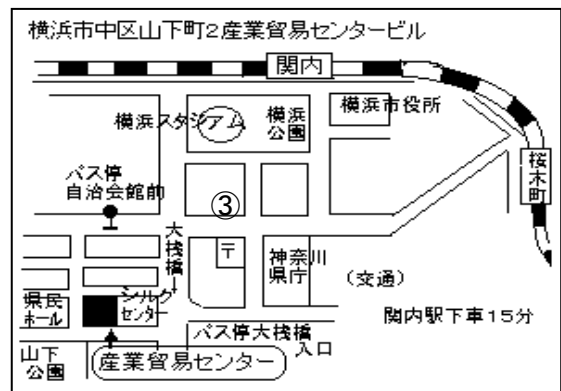 横浜市中区山下町2産業貿易センタービル
関内
横浜スタジアム
横浜
公園
横浜市役所
桜木町
バス停
自治会館前
③
大桟橋→
〒
神奈川
県庁
(交通)
県民
ホール
シルク
センター
関内駅下車15分
バス停大桟橋
入口
山下
公園
産業貿易センター